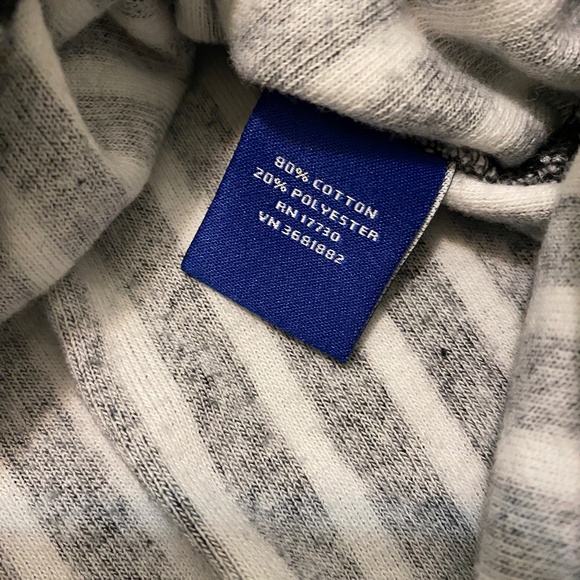 80% COTTON
20% POLYESTER
RN 17730
VN 3681882